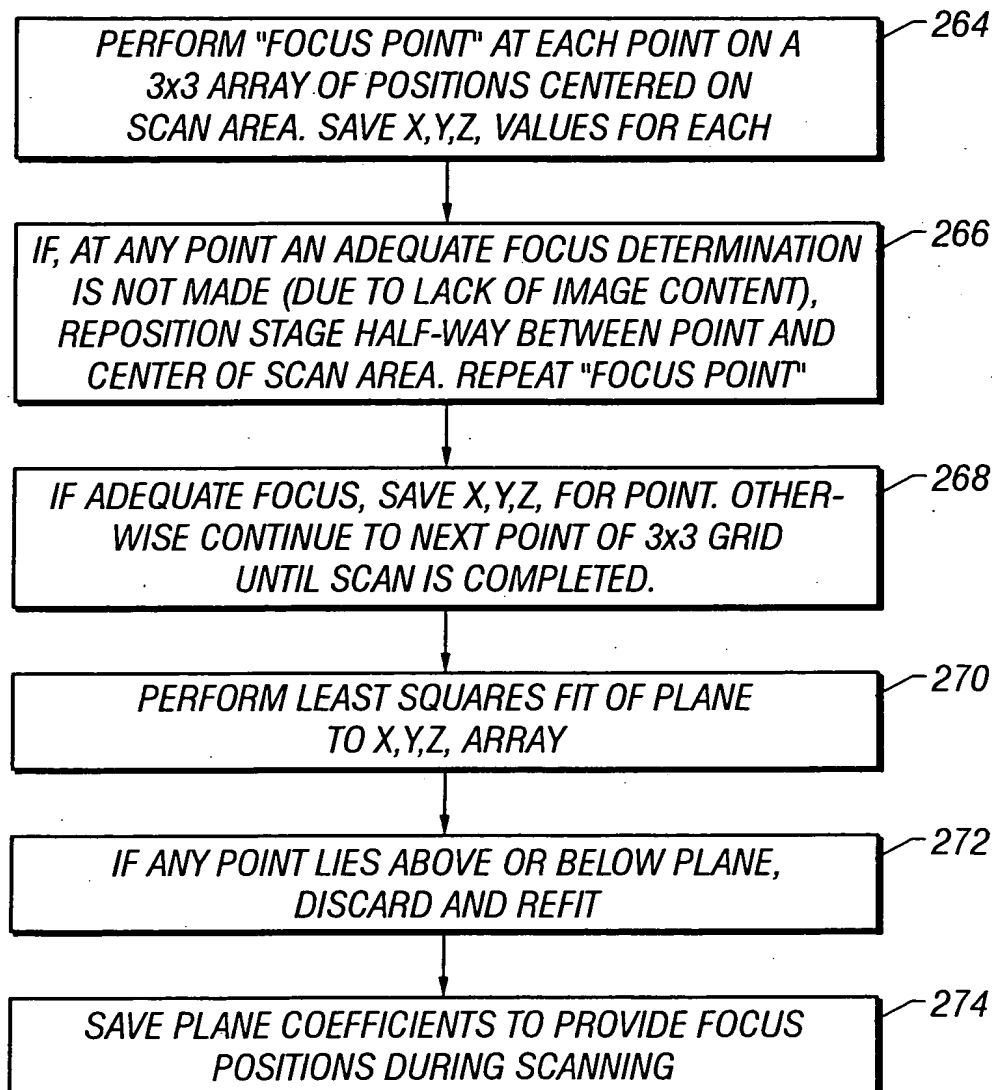 PERFORM "FOCUS POINT" AT EACH POINT ON A
3x3 ARRAY OF POSITIONS CENTERED ON
SCAN AREA. SAVE X,Y,Z, VALUES FOR EACH
264
IF, AT ANY POINT AN ADEQUATE FOCUS DETERMINATION
IS NOT MADE (DUE TO LACK OF IMAGE CONTENT),
REPOSITION STAGE HALF-WAY BETWEEN POINT AND
CENTER OF SCAN AREA. REPEAT "FOCUS POINT"
266
IF ADEQUATE FOCUS, SAVE X,Y,Z, FOR POINT. OTHER-
WISE CONTINUE TO NEXT POINT OF 3x3 GRID
UNTIL SCAN IS COMPLETED.
268
PERFORM LEAST SQUARES FIT OF PLANE
TO X,Y,Z, ARRAY
270
IF ANY POINT LIES ABOVE OR BELOW PLANE,
DISCARD AND REFIT
272
SAVE PLANE COEFFICIENTS TO PROVIDE FOCUS
POSITIONS DURING SCANNING
274